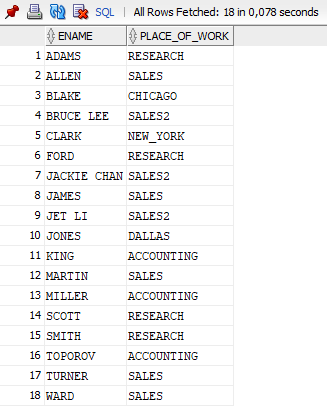 SQL | All Rows Fetched: 18 in 0,078 seconds
ENAME PLACE_OF_WORK
1 ADAMS RESEARCH
2 ALLEN SALES
3 BLAKE CHICAGO
4 BRUCE LEE SALES2
5 CLARK NEW_YORK
6 FORD RESEARCH
7 JACKIE CHAN SALES2
8 JAMES SALES
9 JET LI SALES2
10 JONES DALLAS
11 KING ACCOUNTING
12 MARTIN SALES
13 MILLER ACCOUNTING
14 SCOTT RESEARCH
15 SMITH RESEARCH
16 TOPOROV ACCOUNTING
17 TURNER SALES
18 WARD SALES